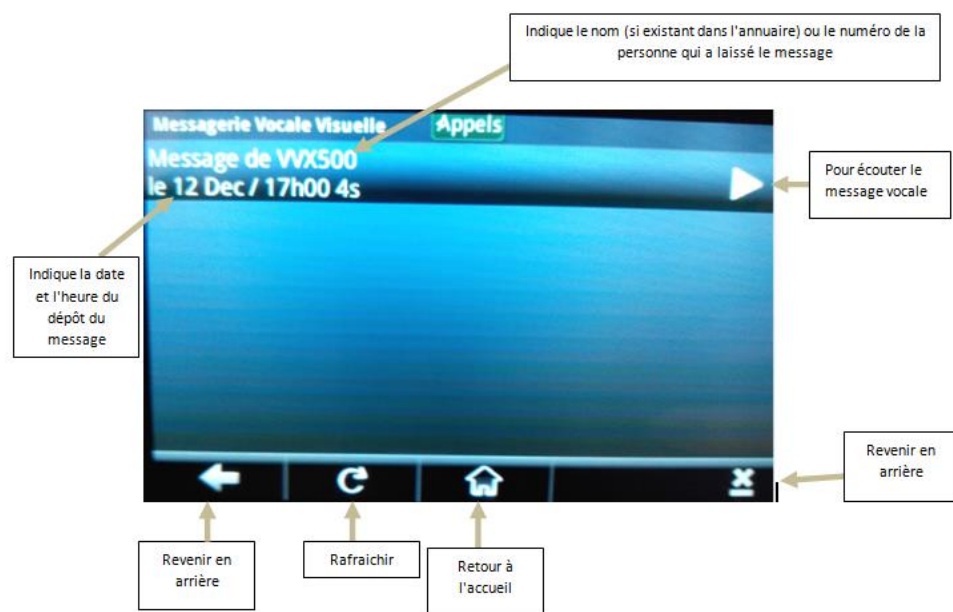 Indique le nom (si existant dans l'annuaire) ou le numéro de la
personne qui a laissé le message
Messagerie Vocale Visuelle
Appels
Message de VVX500
le 12 Dec / 17h00 4s
Pour écouter le
message vocale
Indique la date
et l'heure du
dépôt du
message
Revenir en
arrière
Revenir en
arrière
Rafraichir
Retour à
l'accueil